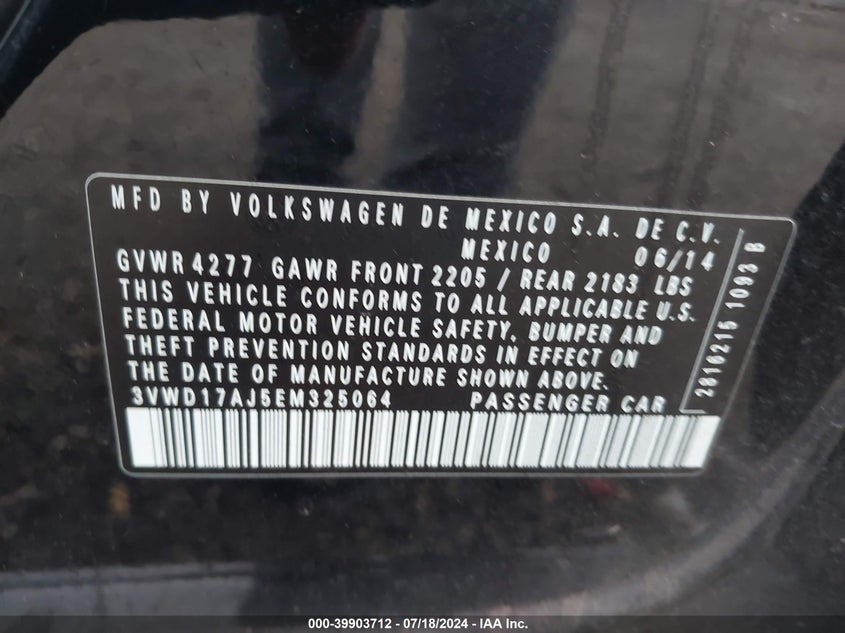 MFD BY VOLKSWAGEN DE MEXICO S.A. DE C.V.
MEXICO 06/14
GVWR 4277 GAWR FRONT 2205 / REAR 2183 LBS
THIS VEHICLE CONFORMS TO ALL APPLICABLE U.S.
FEDERAL MOTOR VEHICLE SAFETY, BUMPER AND
THEFT PREVENTION STANDARDS IN EFFECT ON
THE DATE OF MANUFACTURE SHOWN ABOVE.
3VWD17AJ5EM325064 PASSENGER CAR
2816215 1093 B
000-39903712 - 07/18/2024 - IAA Inc.